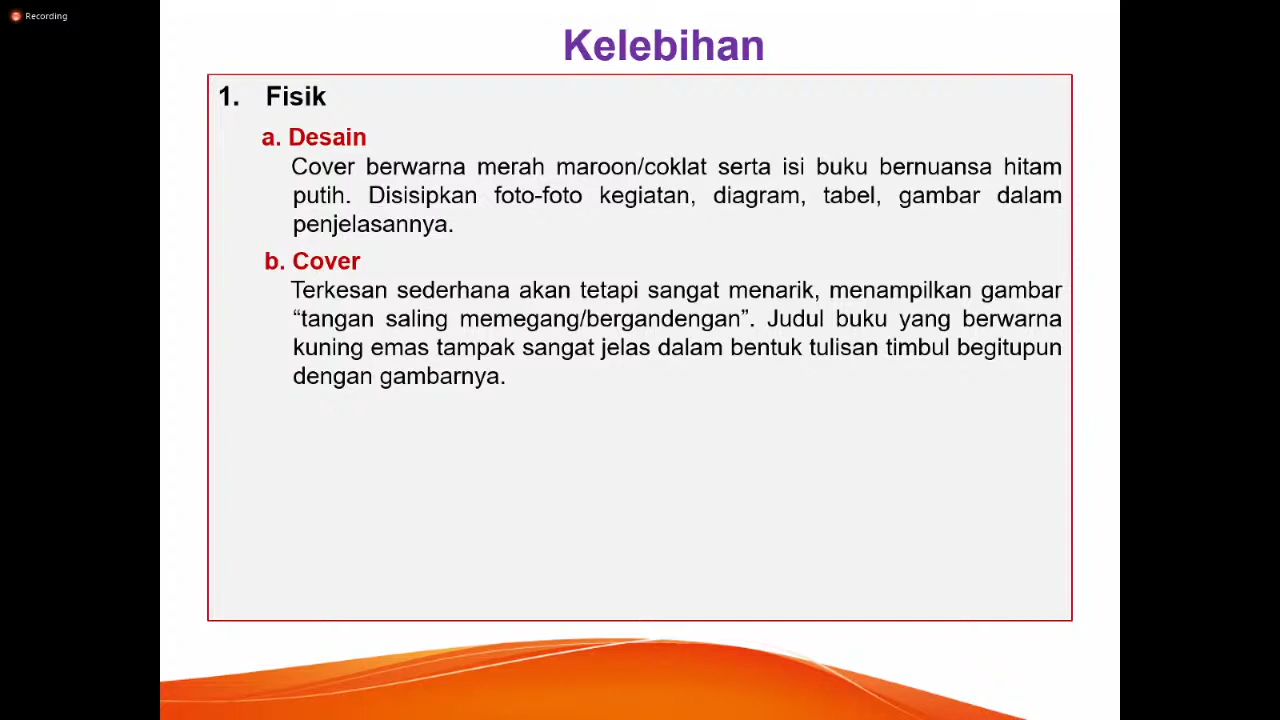 Recording
Kelebihan
1. Fisik
a. Desain
Cover berwarna merah maroon/coklat serta isi buku bernuansa hitam
putih. Disisipkan foto-foto kegiatan, diagram, tabel, gambar dalam
penjelasannya.
b. Cover
Terkesan sederhana akan tetapi sangat menarik, menampilkan gambar
“tangan saling memegang/bergandengan”. Judul buku yang berwarna
kuning emas tampak sangat jelas dalam bentuk tulisan timbul begitupun
dengan gambarnya.